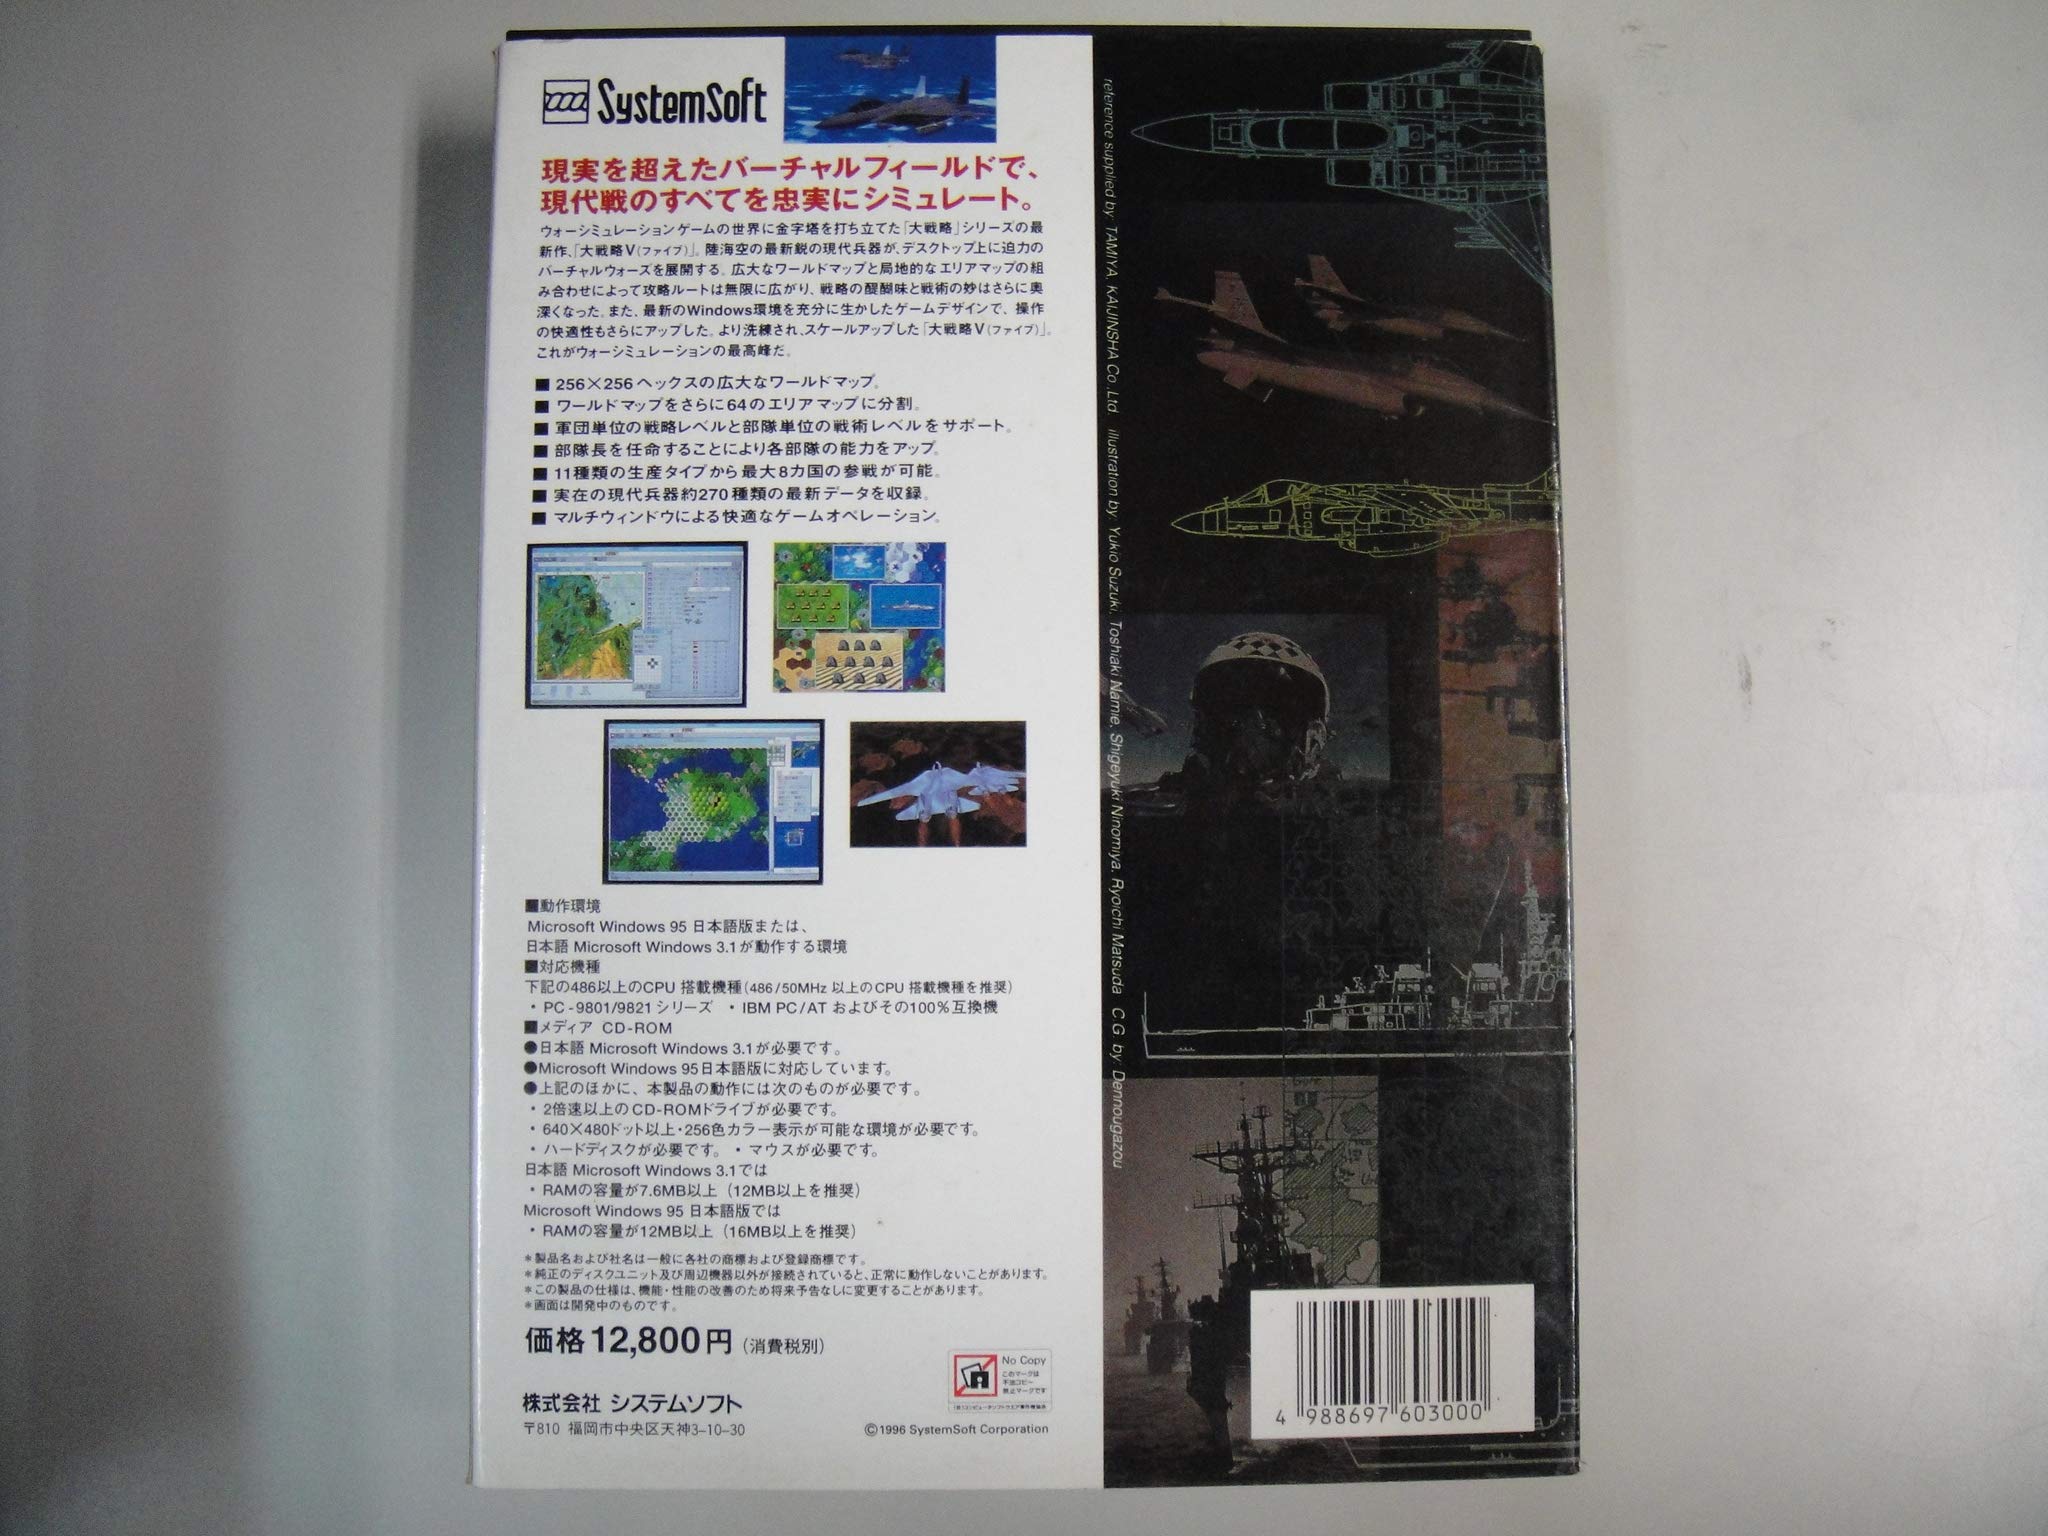 SystemSoft
現実を超えたバーチャルフィールドで、
現代戦のすべてを忠実にシミュレート。
ウォーシミュレーションゲームの世界に金字塔を打ち立てた「大戦略」シリーズの最
新作、「大戦略V(ファイブ)」。陸海空の最新鋭の現代兵器が、デスクトップ上に迫力の
バーチャルウォーズを展開する。広大なワールドマップと局地的なエリアマップの組
み合わせによって攻略ルートは無限に広がり、戦略の醍醐味と戦術の妙はさらに奥
深くなった。また、最新のWindows環境を充分に生かしたゲームデザインで、操作
の快適性もさらにアップした。より洗練され、スケールアップした「大戦略V(ファイブ)」。
これがウォーシミュレーションの最高峰だ。
■ 256×256ヘックスの広大なワールドマップ。
■ ワールドマップをさらに64のエリアマップに分割。
■ 軍団単位の戦略レベルと部隊単位の戦術レベルをサポート。
■ 部隊長を任命することにより各部隊の能力をアップ。
■ 11種類の生産タイプから最大8カ国の参戦が可能。
■ 実在の現代兵器約270種類の最新データを収録。
■ マルチウィンドウによる快適なゲームオペレーション。
■動作環境
Microsoft Windows 95 日本語版または、
日本語 Microsoft Windows 3.1が動作する環境
■対応機種
下記の486以上のCPU 搭載機種(486/50MHz 以上のCPU 搭載機種を推奨)
・PC-9801/9821シリーズ ・IBM PC/AT およびその100%互換機
■メディア CD-ROM
●日本語 Microsoft Windows 3.1が必要です。
●Microsoft Windows 95日本語版に対応しています。
●上記のほかに、本製品の動作には次のものが必要です。
・2倍速以上のCD-ROMドライブが必要です。
・640×480ドット以上・256色カラー表示が可能な環境が必要です。
・ハードディスクが必要です。 ・マウスが必要です。
日本語 Microsoft Windows 3.1では
・RAMの容量が7.6MB以上 (12MB以上を推奨)
Microsoft Windows 95 日本語版では
・RAMの容量が12MB以上 (16MB以上を推奨)
*製品名および社名は一般に各社の商標および登録商標です。
*純正のディスクユニット及び周辺機器以外が接続されていると、正常に動作しないことがあります。
*この製品の仕様は、機能・性能の改善のため将来予告なしに変更することがあります。
*画面は開発中のものです。
価格12,800円(消費税別)
株式会社 システムソフト
〒810 福岡市中央区天神3-10-30
No Copy
このマークは
不法コピー
禁止マークです
©1996 SystemSoft Corporation
reference supplied by: TAMIYA, KAIJINSHA Co.,Ltd. illustration by: Yukio Suzuki, Toshiaki Namie, Shigeyuki Ninomiya, Ryoichi Matsuda C.G. by: Dennougazou
4 988697 603000